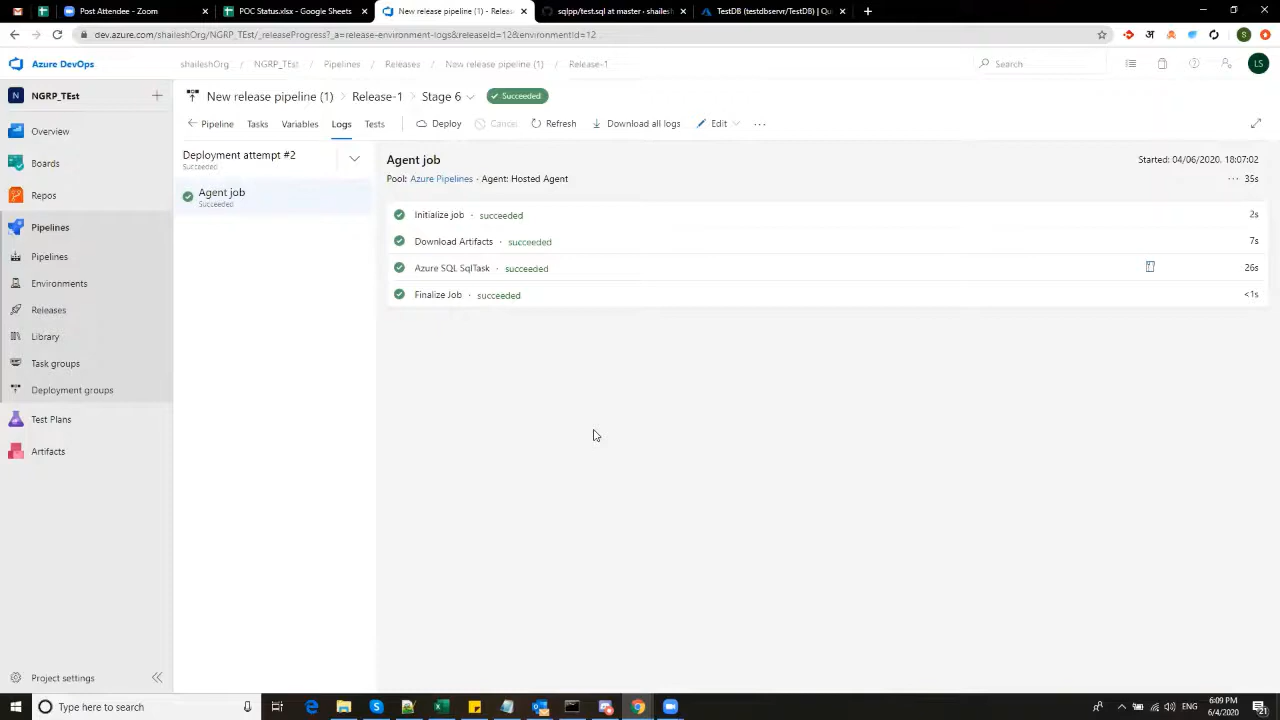 Post Attendee - Zoom
POC Status.xlsx - Google Sheets
New release pipeline (1) - Releas
sqlpp/test.sql at master · shailesh
TestDB (testdbservr/TestDB) | Qu
dev.azure.com/shaileshOrg/NGRP_TEst/_releaseProgress?_a=release-environment-logs&releaseId=12&environmentId=12
S
Azure DevOps
shaileshOrg / NGRP_TEst / Pipelines / Releases / New release pipeline (1) / Release-1
Search
LS
N NGRP_TEst
New release pipeline (1) > Release-1 > Stage 6
Succeeded
Overview
Boards
Repos
Pipelines
Pipelines
Environments
Releases
Library
Task groups
Deployment groups
Test Plans
Artifacts
Project settings
Pipeline Tasks Variables Logs Tests Deploy Cancel Refresh Download all logs Edit ...
Deployment attempt #2
Succeeded
Agent job
Succeeded
Agent job
Started: 04/06/2020, 18:07:02
Pool: Azure Pipelines · Agent: Hosted Agent
... 35s
Initialize job · succeeded 2s
Download Artifacts · succeeded 7s
Azure SQL SqlTask · succeeded 26s
Finalize Job · succeeded <1s
Type here to search
ENG
6:09 PM
6/4/2020
21